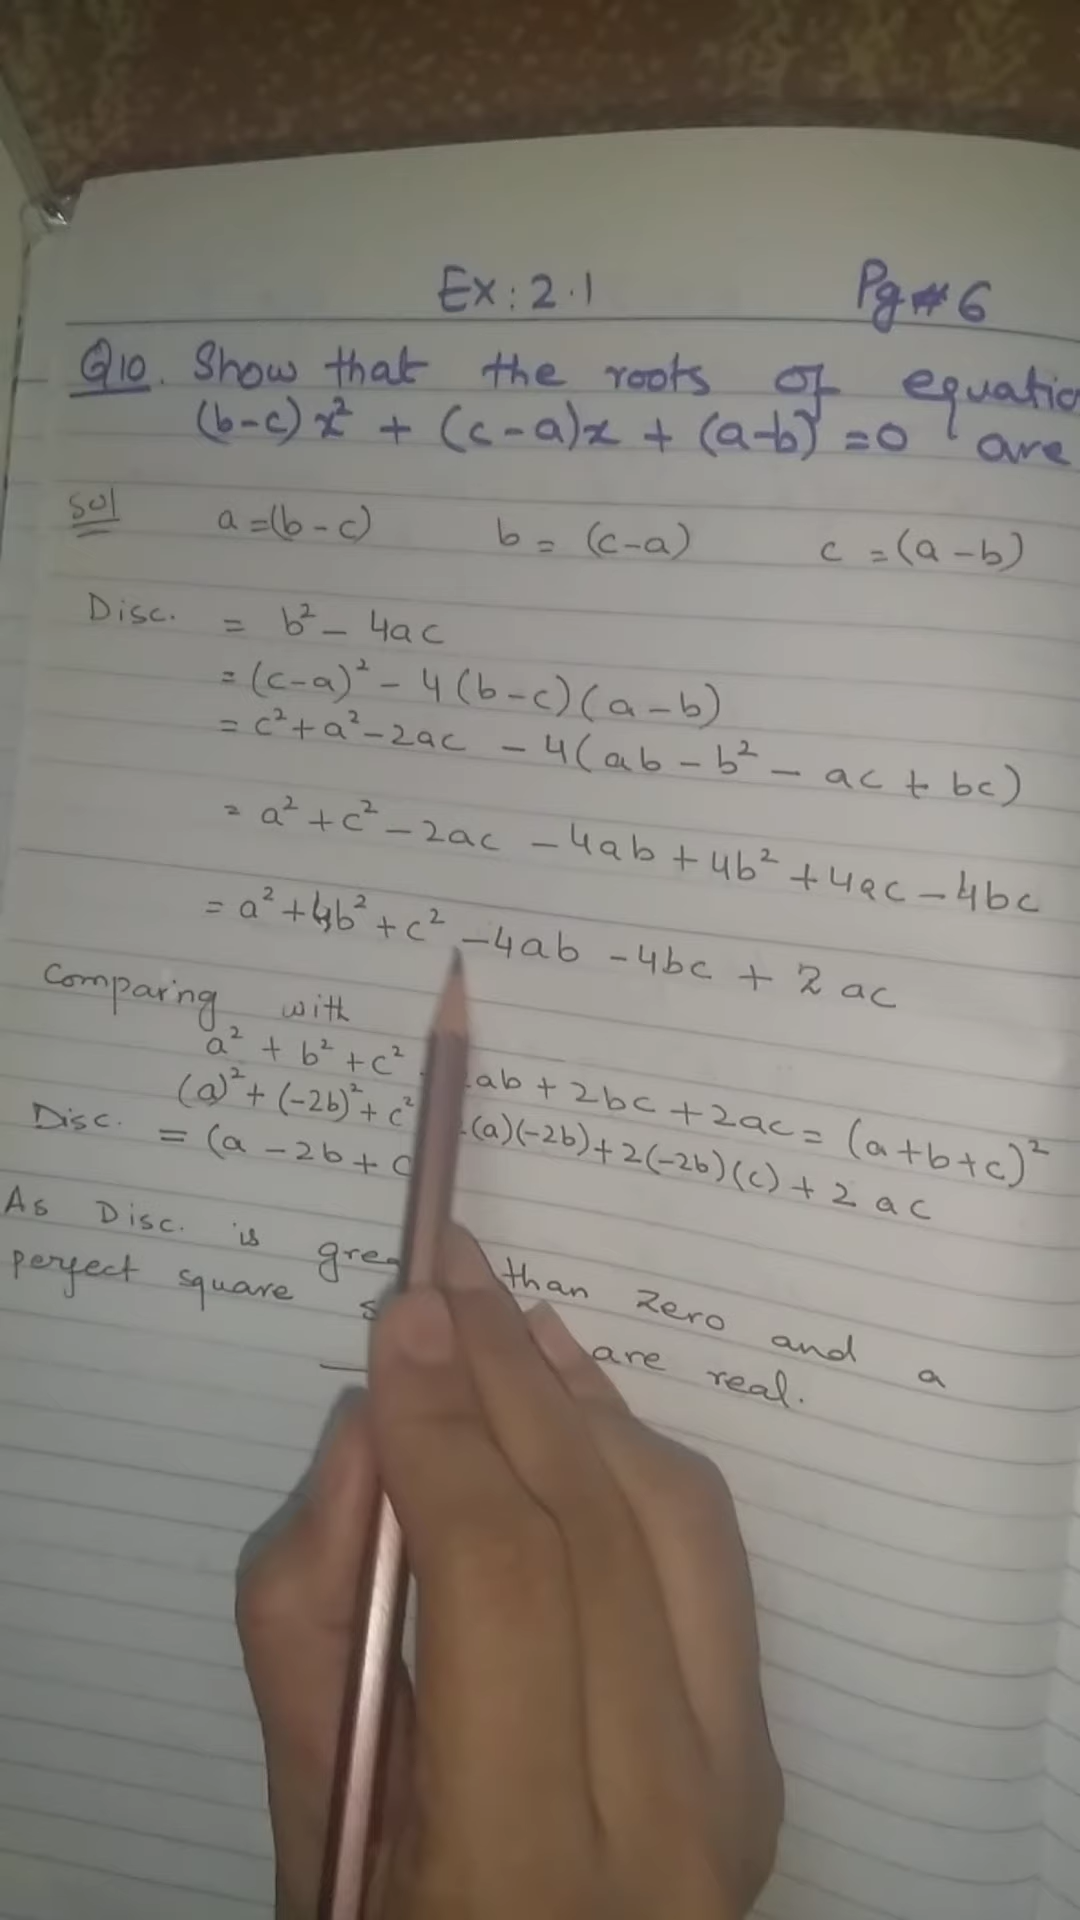 Ex: 2.1 Pg # 6
Q10. Show that the roots of equatio
(b-c)x² + (c-a)x + (a-b) = 0 are
Sol a = (b-c) b = (c-a) c = (a-b)
Disc. = b² - 4ac
= (c-a)² - 4(b-c)(a-b)
= c² + a² - 2ac - 4(ab - b² - ac + bc)
= a² + c² - 2ac - 4ab + 4b² + 4ac - 4bc
= a² + 4b² + c² - 4ab - 4bc + 2ac
Comparing with
a² + b² + c² ab + 2bc + 2ac = (a+b+c)²
(a)² + (-2b)² + c² (a)(-2b) + 2(-2b)(c) + 2ac
Disc. = (a - 2b + c
As Disc. is grea than zero and a
perfect square s are real.